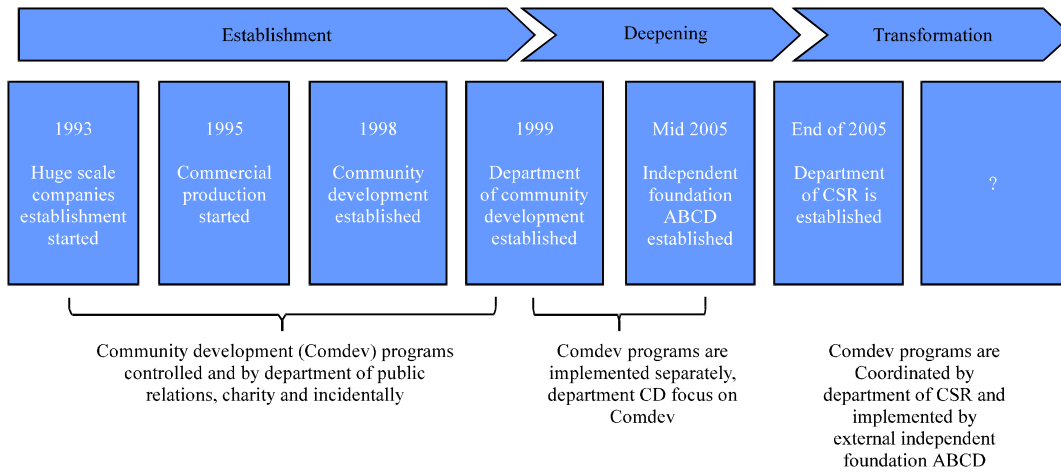 Establishment
Deepening
Transformation
1993
Huge scale
companies
establishment
started
1995
Commercial
production
started
1998
Community
development
established
1999
Department
of community
development
established
Mid 2005
Independent
foundation
ABCD
established
End of 2005
Department
of CSR is
established
?
Community development (Comdev) programs
controlled and by department of public
relations, charity and incidentally
Comdev programs are
implemented separately,
department CD focus on
Comdev
Comdev programs are
Coordinated by
department of CSR and
implemented by
external independent
foundation ABCD